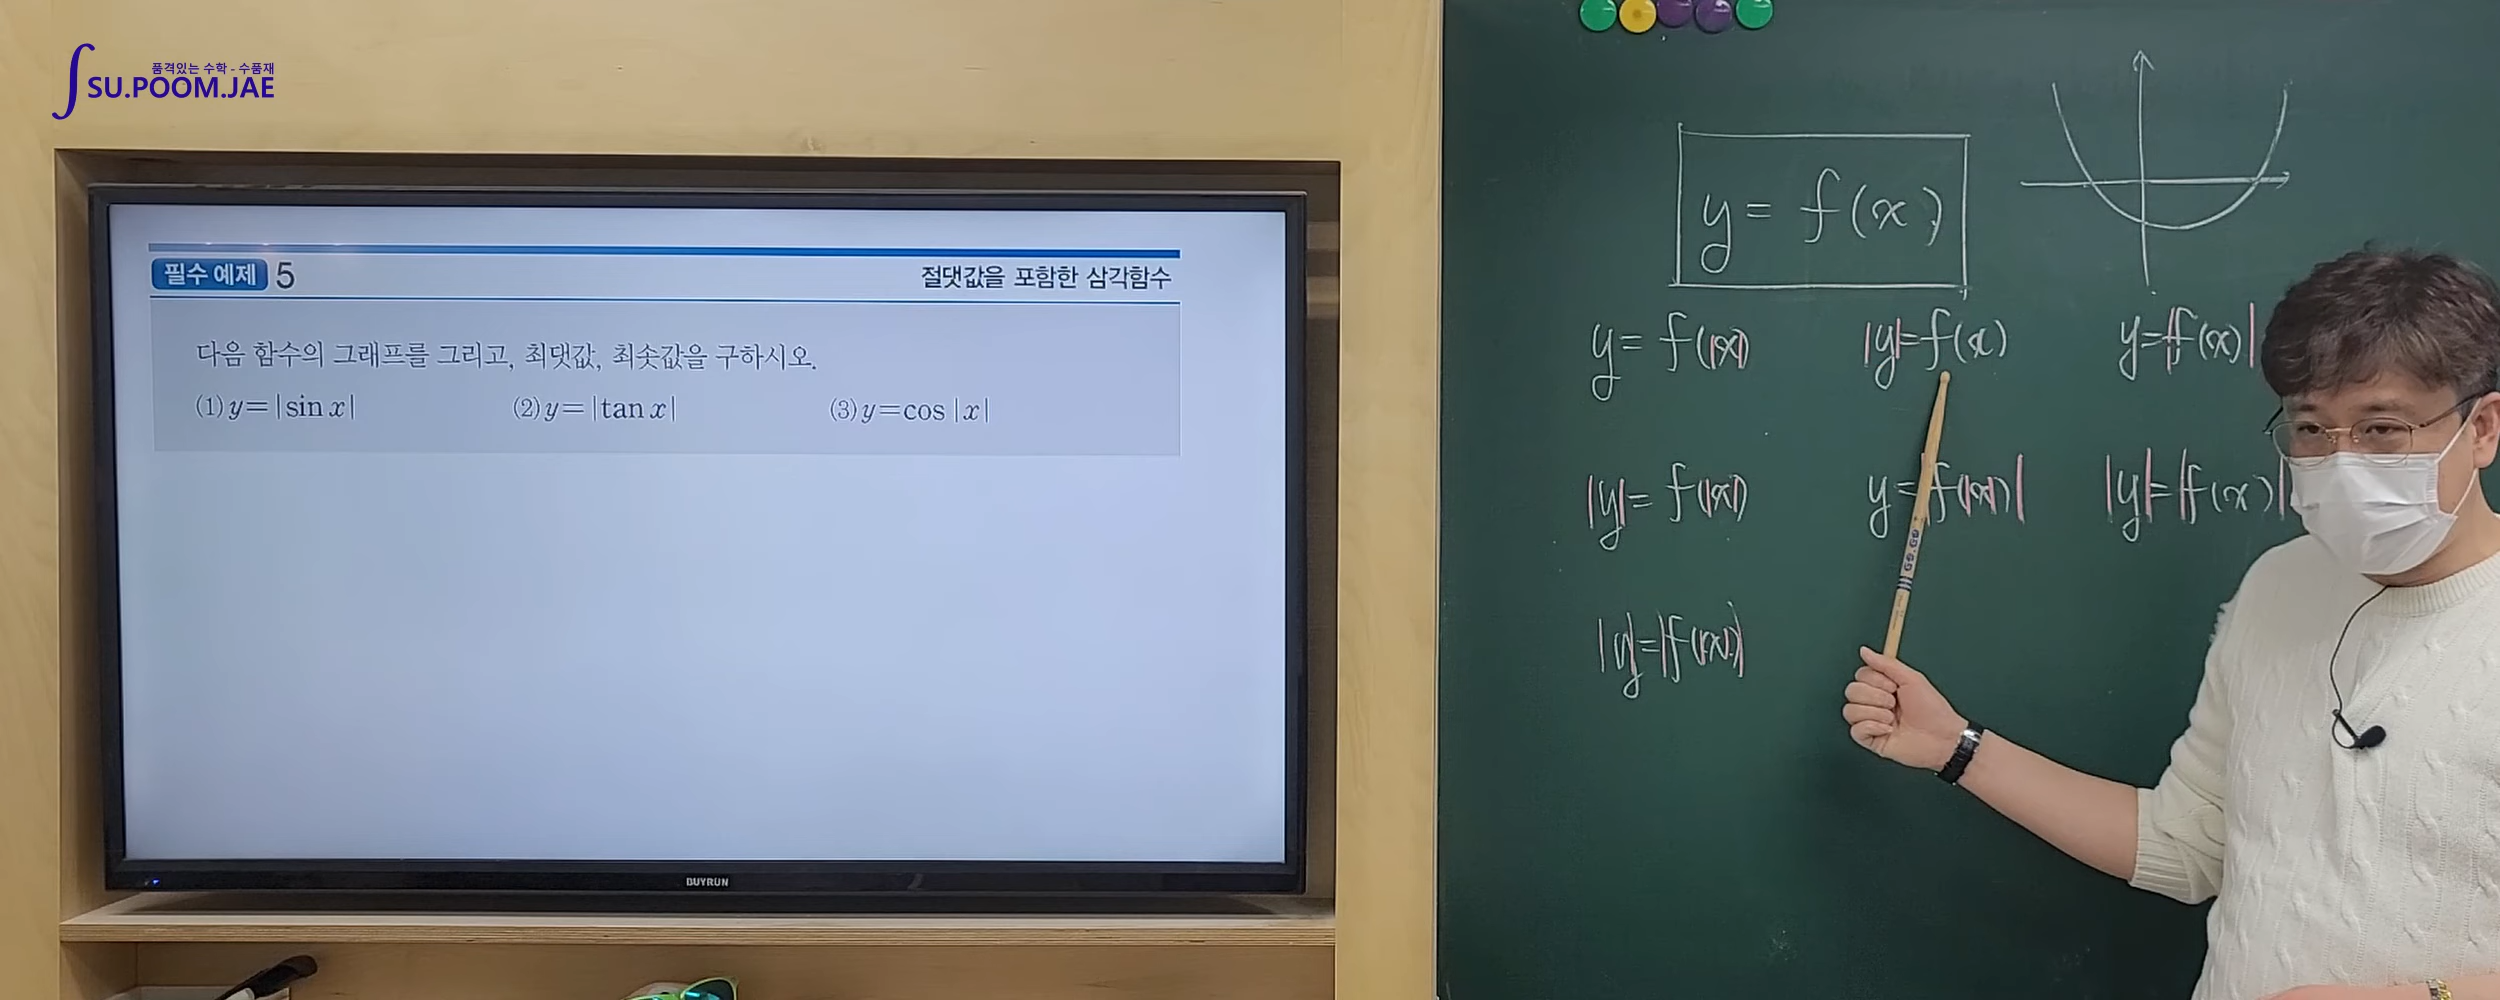 품격있는 수학 - 수품재
SU.POOM.JAE
필수 예제 5
절댓값을 포함한 삼각함수
다음 함수의 그래프를 그리고, 최댓값, 최솟값을 구하시오.
(1) y=|sin x| (2) y=|tan x| (3) y=cos |x|
BUYRUN
y = f(x)
y = f(|x|) |y|=f(x) y=|f(x)|
|y|= f(|x|) y=|f(|x|)| |y|=|f(x)|
|y|=|f(|x|)|